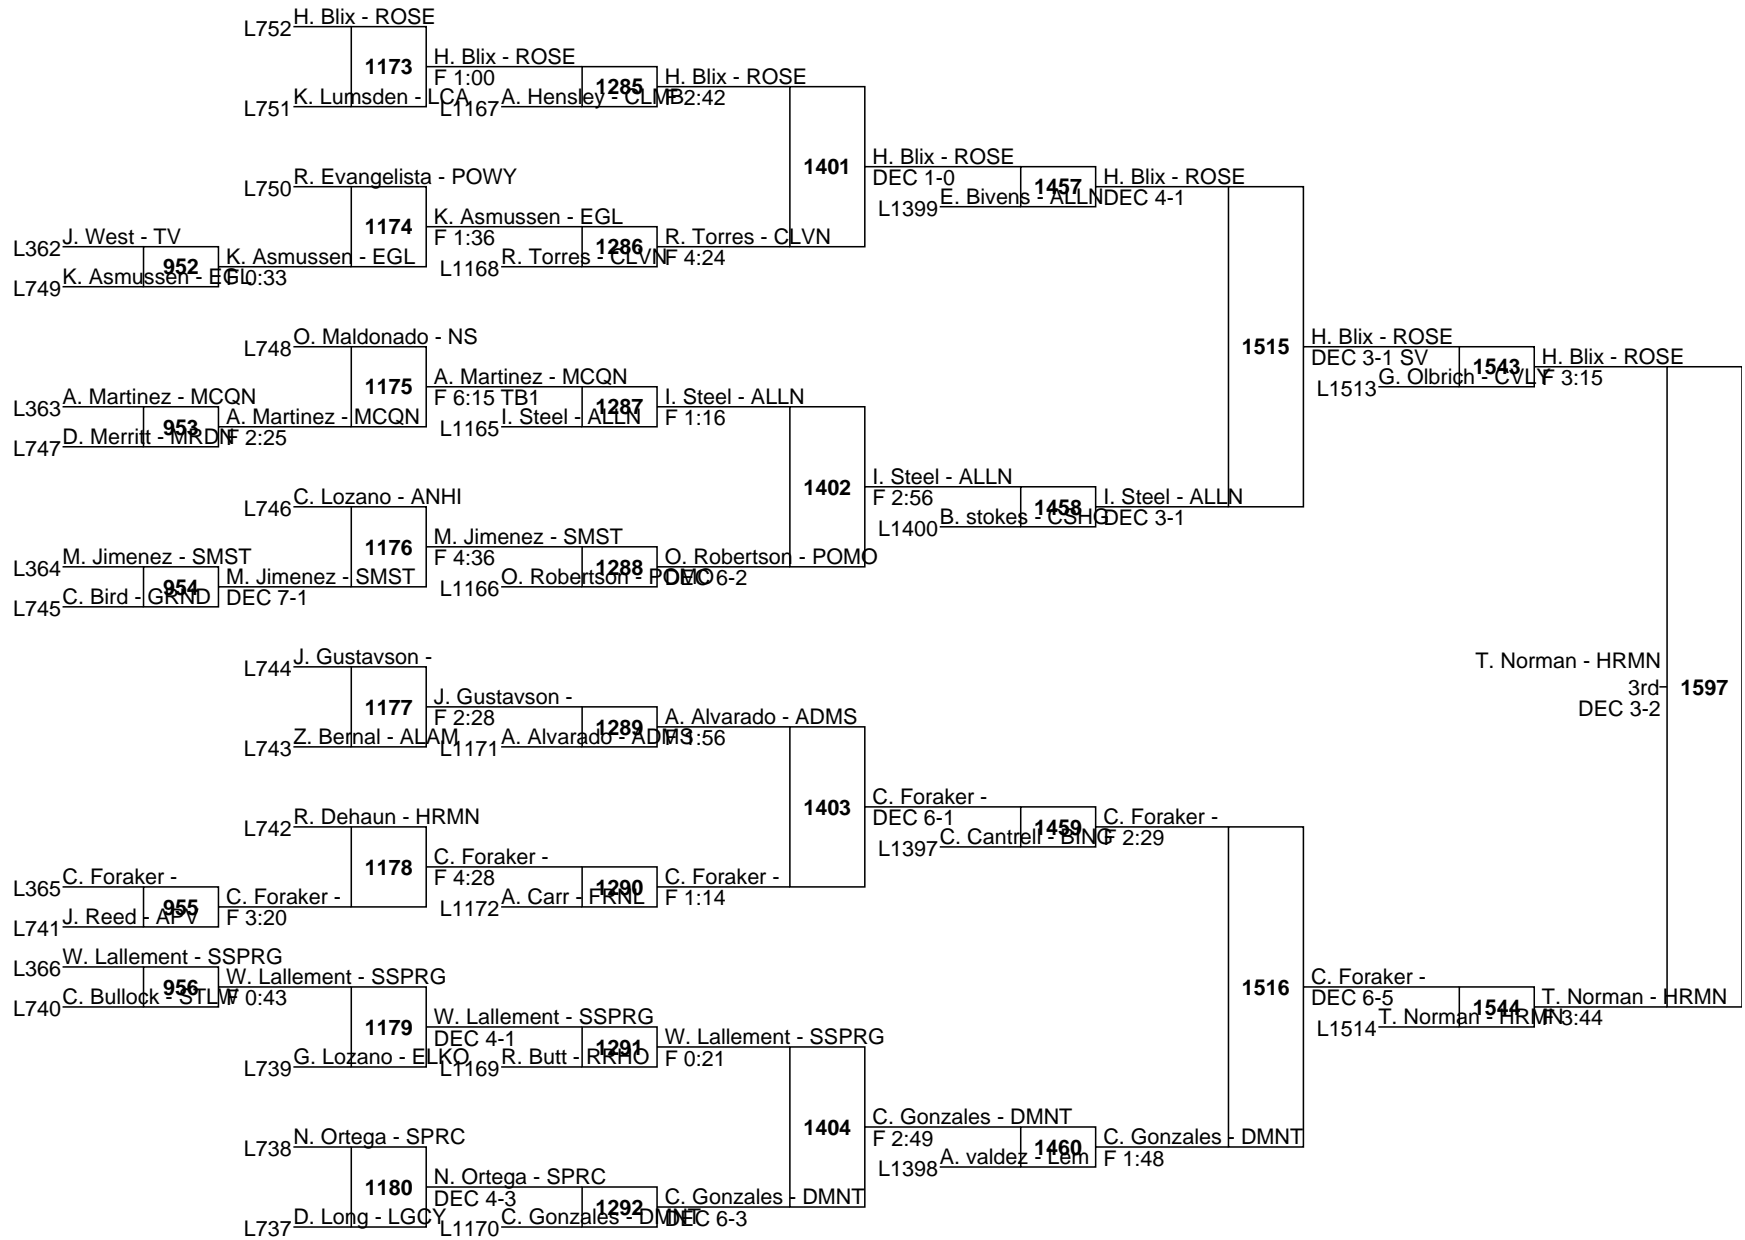 L752 H. Blix - ROSE
1173
L751 K. Lumsden - LCA
H. Blix - ROSE
F 1:00
1285
L1167 A. Hensley - CLMB
H. Blix - ROSE
F 2:42
L750 R. Evangelista - POWY
1174
L362 J. West - TV
952
L749 K. Asmussen - EGL
K. Asmussen - EGL
F 0:33
K. Asmussen - EGL
F 1:36
1286
L1168 R. Torres - CLVN
R. Torres - CLVN
F 4:24
1401
H. Blix - ROSE
DEC 1-0
1457
L1399 E. Bivens - ALLN
H. Blix - ROSE
DEC 4-1
L748 O. Maldonado - NS
1175
L363 A. Martinez - MCQN
953
L747 D. Merritt - MRDN
A. Martinez - MCQN
F 2:25
A. Martinez - MCQN
F 6:15 TB1
1287
L1165 I. Steel - ALLN
I. Steel - ALLN
F 1:16
L746 C. Lozano - ANHI
1176
L364 M. Jimenez - SMST
954
L745 C. Bird - GRND
M. Jimenez - SMST
DEC 7-1
M. Jimenez - SMST
F 4:36
1288
L1166 O. Robertson - POMO
O. Robertson - POMO
DEC 6-2
1402
I. Steel - ALLN
F 2:56
1458
L1400 B. stokes - CSHG
I. Steel - ALLN
DEC 3-1
1515
H. Blix - ROSE
DEC 3-1 SV
1543
L1513 G. Olbrich - CVLY
H. Blix - ROSE
F 3:15
L744 J. Gustavson -
1177
L743 Z. Bernal - ALAM
J. Gustavson -
F 2:28
1289
L1171 A. Alvarado - ADMS
A. Alvarado - ADMS
F 1:56
L742 R. Dehaun - HRMN
1178
L365 C. Foraker -
955
L741 J. Reed - APV
C. Foraker -
F 3:20
C. Foraker -
F 4:28
1290
L1172 A. Carr - FRNL
C. Foraker -
F 1:14
1403
C. Foraker -
DEC 6-1
1459
L1397 C. Cantrell - BING
C. Foraker -
F 2:29
L366 W. Lallement - SSPRG
956
L740 C. Bullock - STLW
W. Lallement - SSPRG
F 0:43
1179
L739 G. Lozano - ELKO
W. Lallement - SSPRG
DEC 4-1
1291
L1169 R. Butt - RRHO
W. Lallement - SSPRG
F 0:21
L738 N. Ortega - SPRC
1180
L737 D. Long - LGCY
N. Ortega - SPRC
DEC 4-3
1292
L1170 C. Gonzales - DMNT
C. Gonzales - DMNT
DEC 6-3
1404
C. Gonzales - DMNT
F 2:49
1460
L1398 A. valdez - Lem
C. Gonzales - DMNT
F 1:48
1516
C. Foraker -
DEC 6-5
1544
L1514 T. Norman - HRMN
T. Norman - HRMN
F 3:44
T. Norman - HRMN
3rd
DEC 3-2
1597